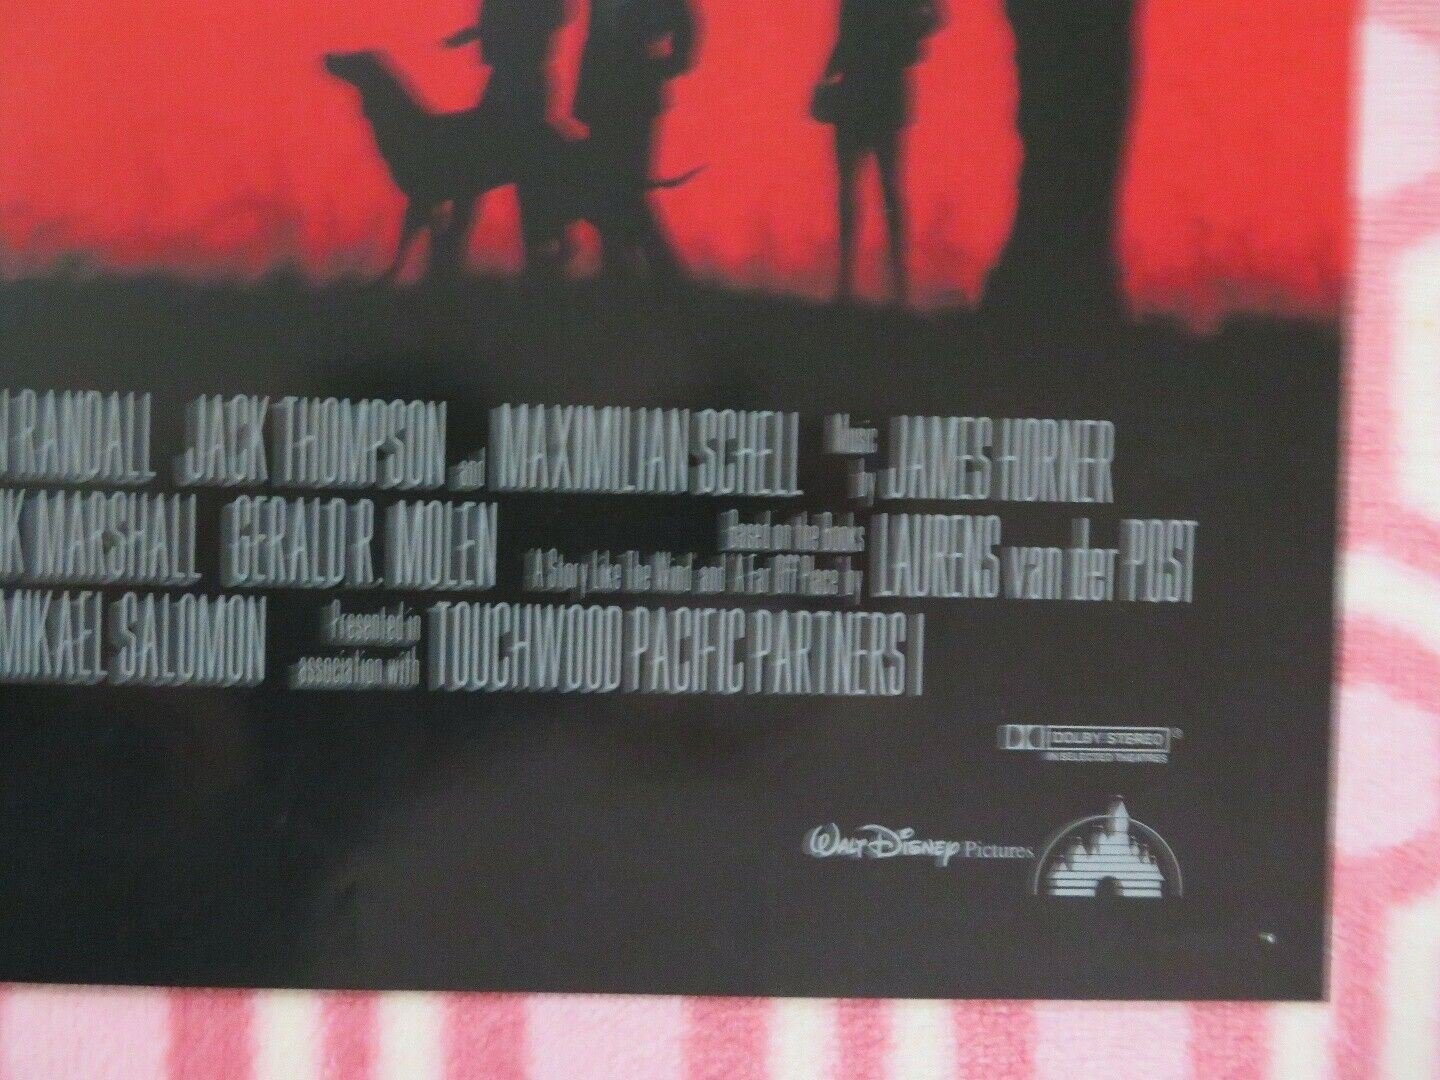 RANDALL JACK THOMPSON and MAXIMILIAN SCHELL Music by JAMES HORNER
K MARSHALL GERALD R. MOLEN Based on the Books "A Story Like The Wind" and "A Far Off Place" by LAURENS van der POST
MIKAEL SALOMON Presented in association with TOUCHWOOD PACIFIC PARTNERS I
DOLBY STEREO ®
IN SELECTED THEATRES
WALT DISNEY Pictures